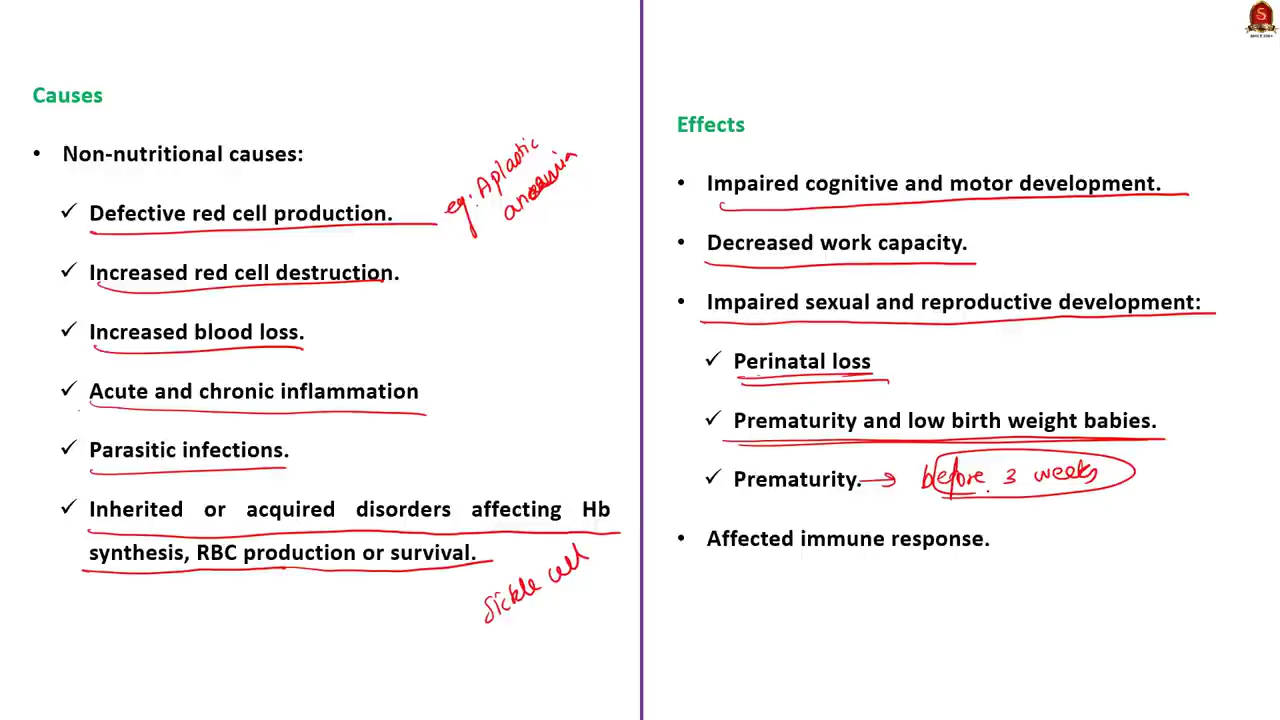 Causes
• Non-nutritional causes:
✓ Defective red cell production.
eg: Aplastic
anaemia
✓ Increased red cell destruction.
✓ Increased blood loss.
✓ Acute and chronic inflammation
✓ Parasitic infections.
✓ Inherited or acquired disorders affecting Hb
synthesis, RBC production or survival.
Sickle cell
Effects
• Impaired cognitive and motor development.
• Decreased work capacity.
• Impaired sexual and reproductive development:
✓ Perinatal loss
✓ Prematurity and low birth weight babies.
✓ Prematurity. → before 3 weeks
• Affected immune response.
S